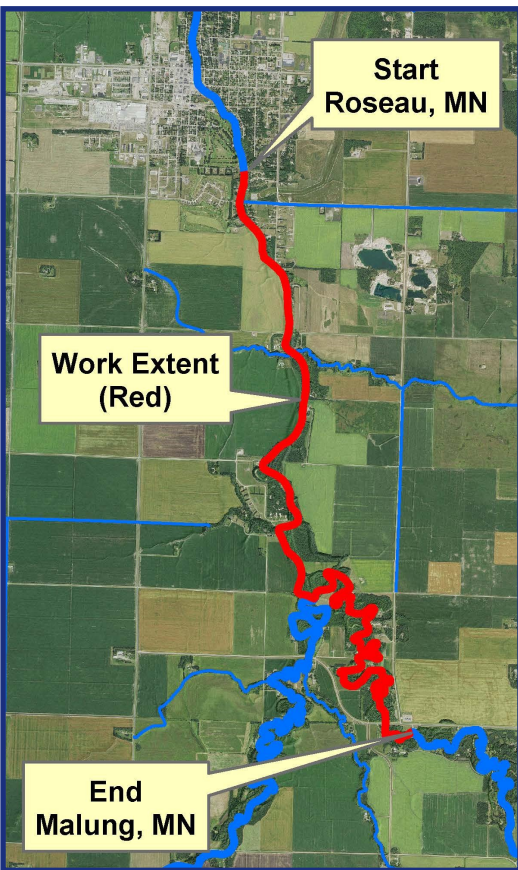 Start
Roseau, MN
Work Extent
(Red)
End
Malung, MN